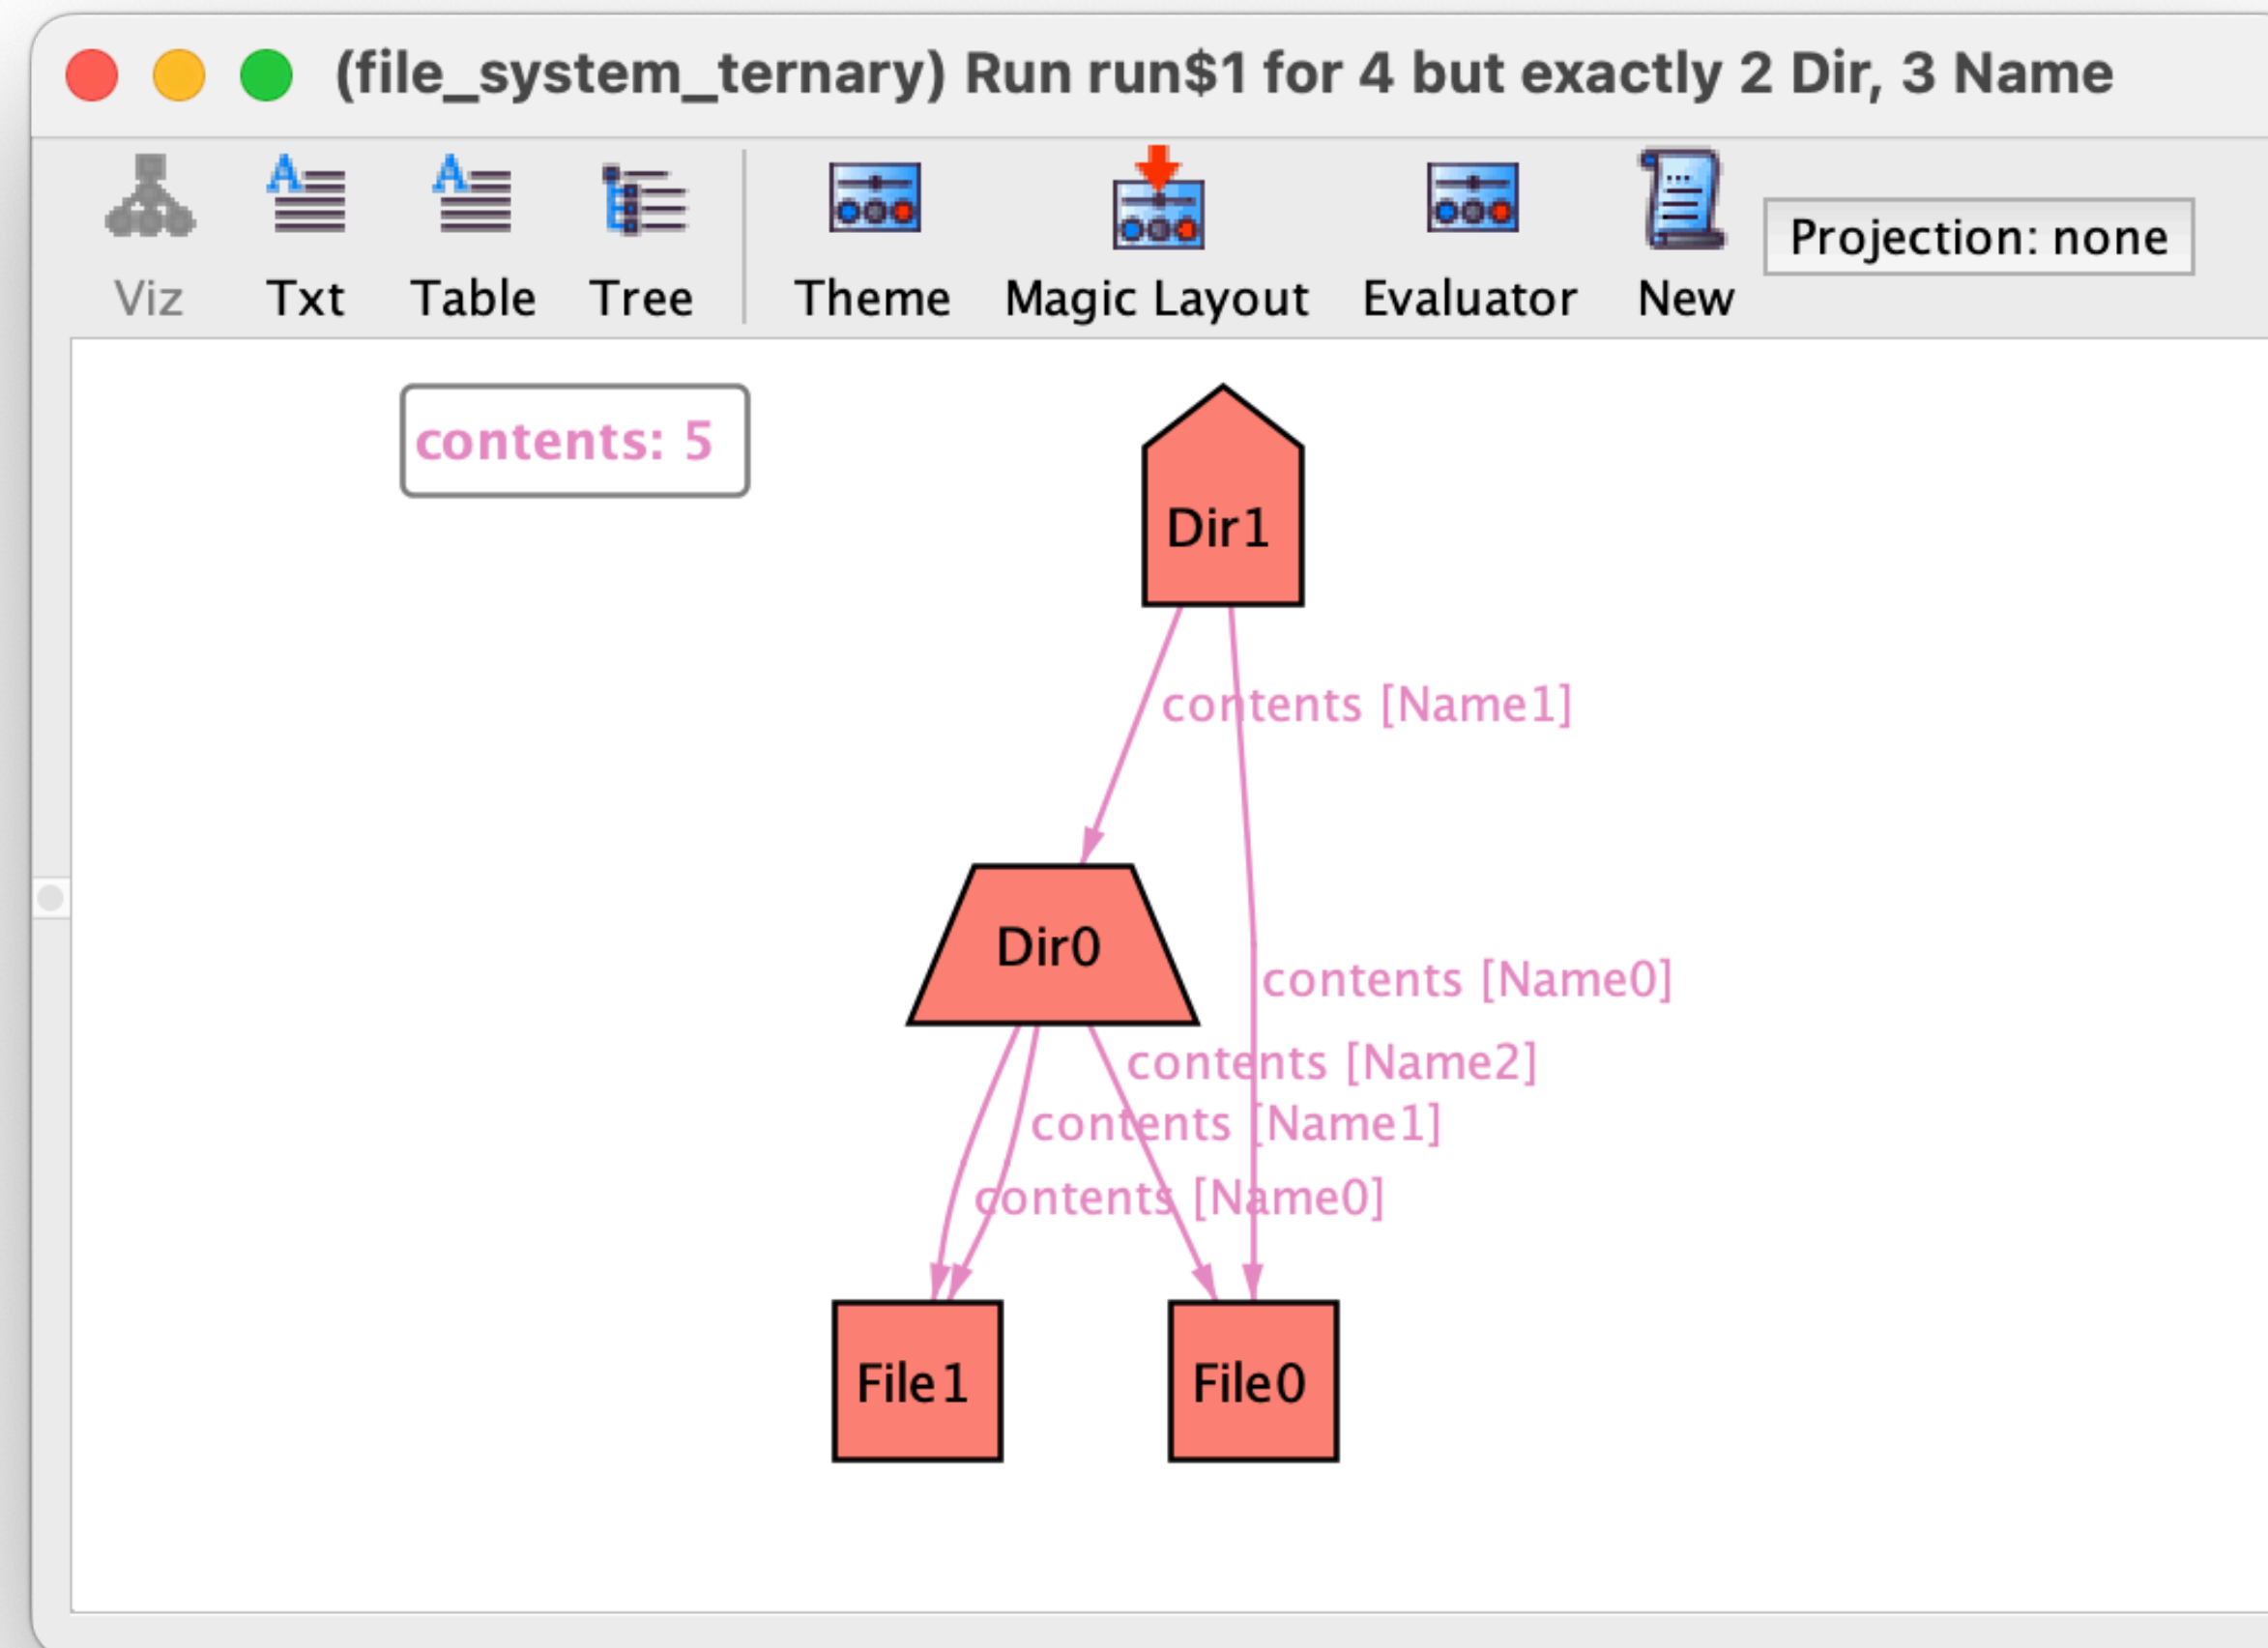 (file_system_ternary) Run run$1 for 4 but exactly 2 Dir, 3 Name
Viz Txt Table Tree Theme Magic Layout Evaluator New Projection: none
contents: 5
Dir1
contents [Name1]
Dir0
contents [Name0]
contents [Name2]
contents [Name1]
contents [Name0]
File1 File0